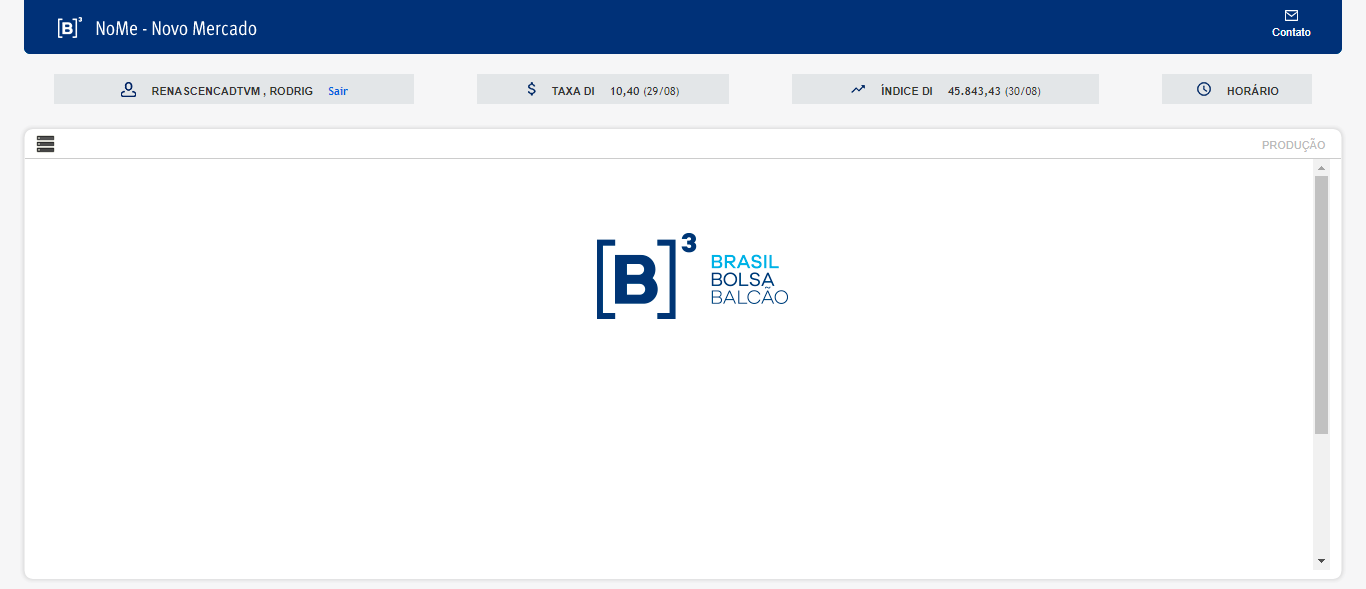 [B]³ NoMe - Novo Mercado
Contato
RENASCENCADTVM , RODRIG Sair
TAXA DI 10,40 (29/08)
ÍNDICE DI 45.843,43 (30/08)
HORÁRIO
PRODUÇÃO
[B]³
BRASIL
BOLSA
BALCÃO